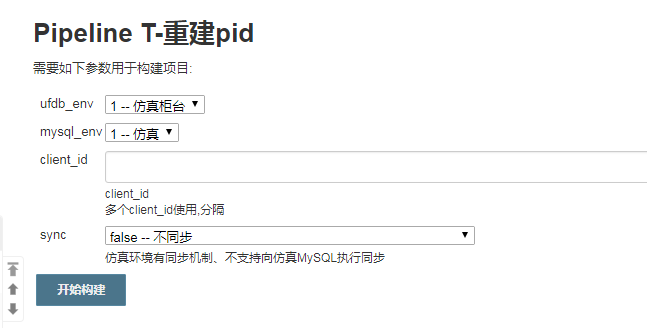 Pipeline T-重建pid
需要如下参数用于构建项目:
ufdb_env 1 -- 仿真柜台
mysql_env 1 -- 仿真
client_id
client_id
多个client_id使用,分隔
sync false -- 不同步
仿真环境有同步机制、不支持向仿真MySQL执行同步
开始构建